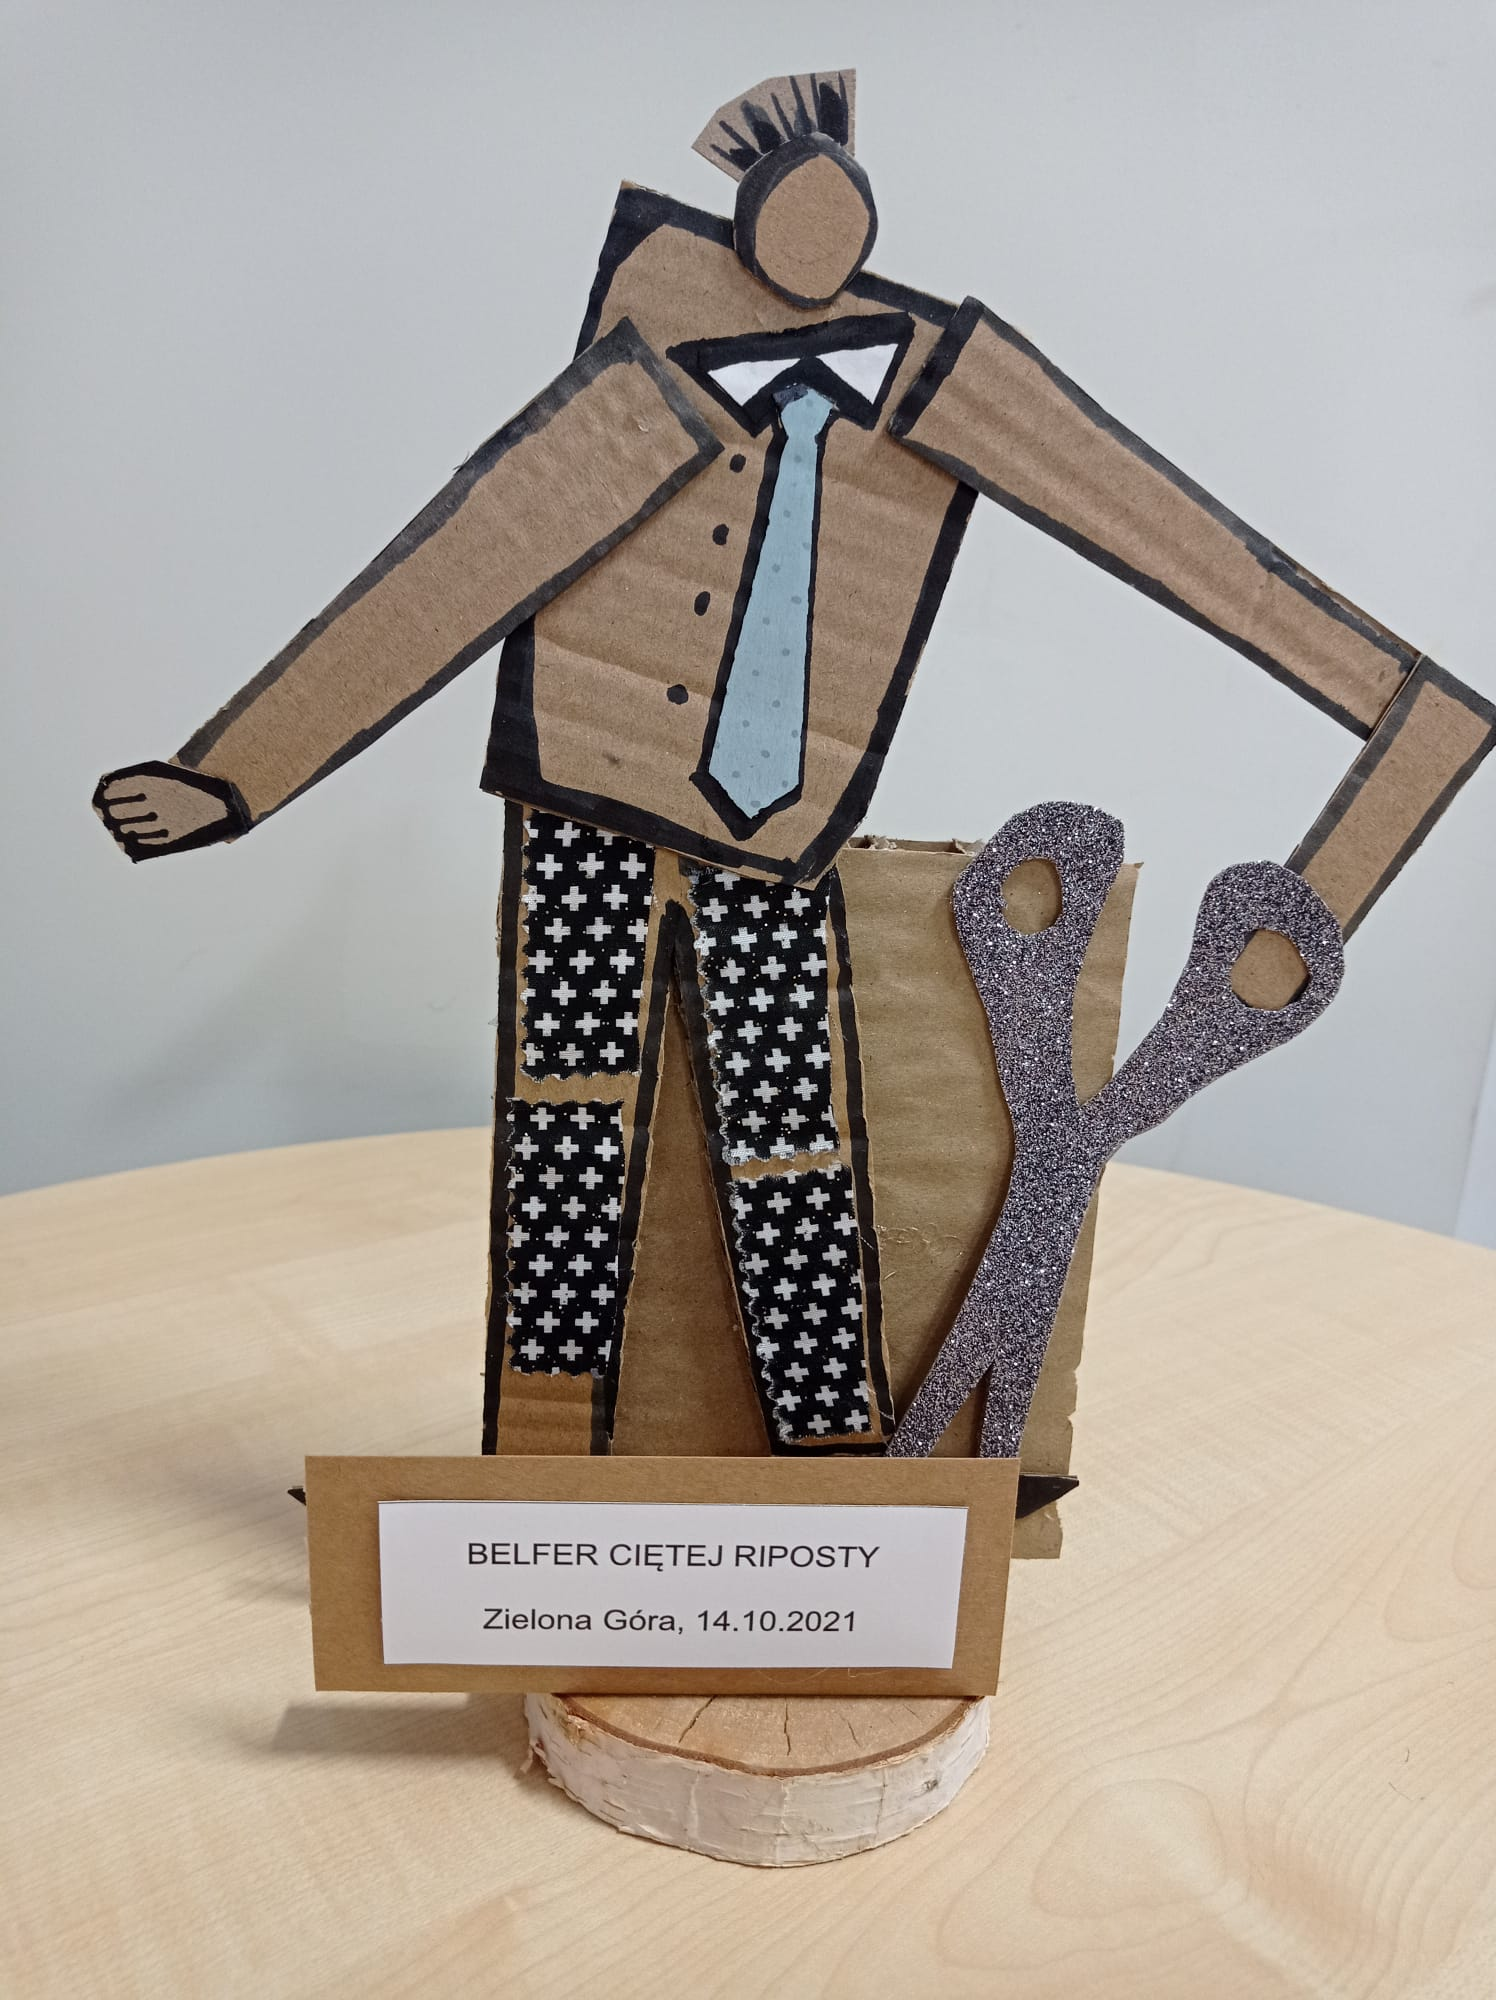 BELFER CIĘTEJ RIPOSTY
Zielona Góra, 14.10.2021